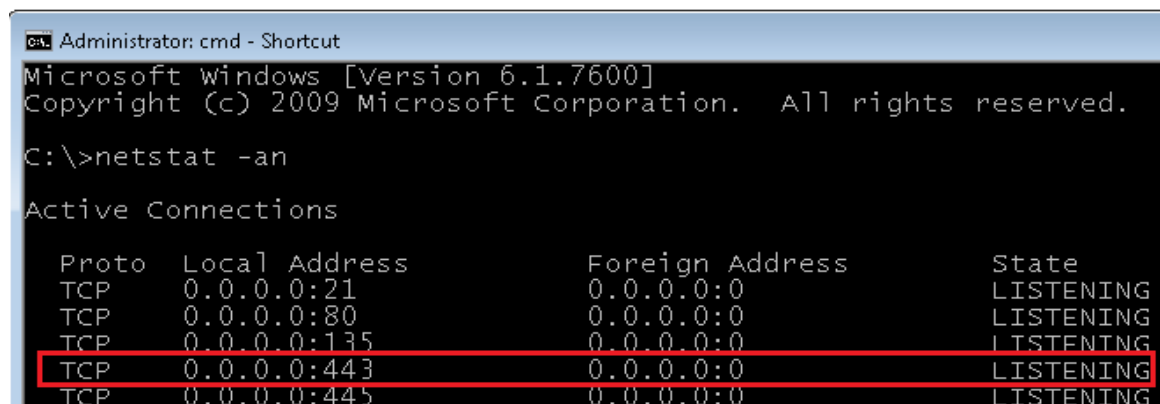 Administrator: cmd - Shortcut
Microsoft Windows [Version 6.1.7600]
Copyright (c) 2009 Microsoft Corporation.  All rights reserved.
C:\>netstat -an
Active Connections
Proto  Local Address          Foreign Address        State
TCP    0.0.0.0:21             0.0.0.0:0              LISTENING
TCP    0.0.0.0:80             0.0.0.0:0              LISTENING
TCP    0.0.0.0:135            0.0.0.0:0              LISTENING
TCP    0.0.0.0:443            0.0.0.0:0              LISTENING
TCP    0.0.0.0:445            0.0.0.0:0              LISTENING